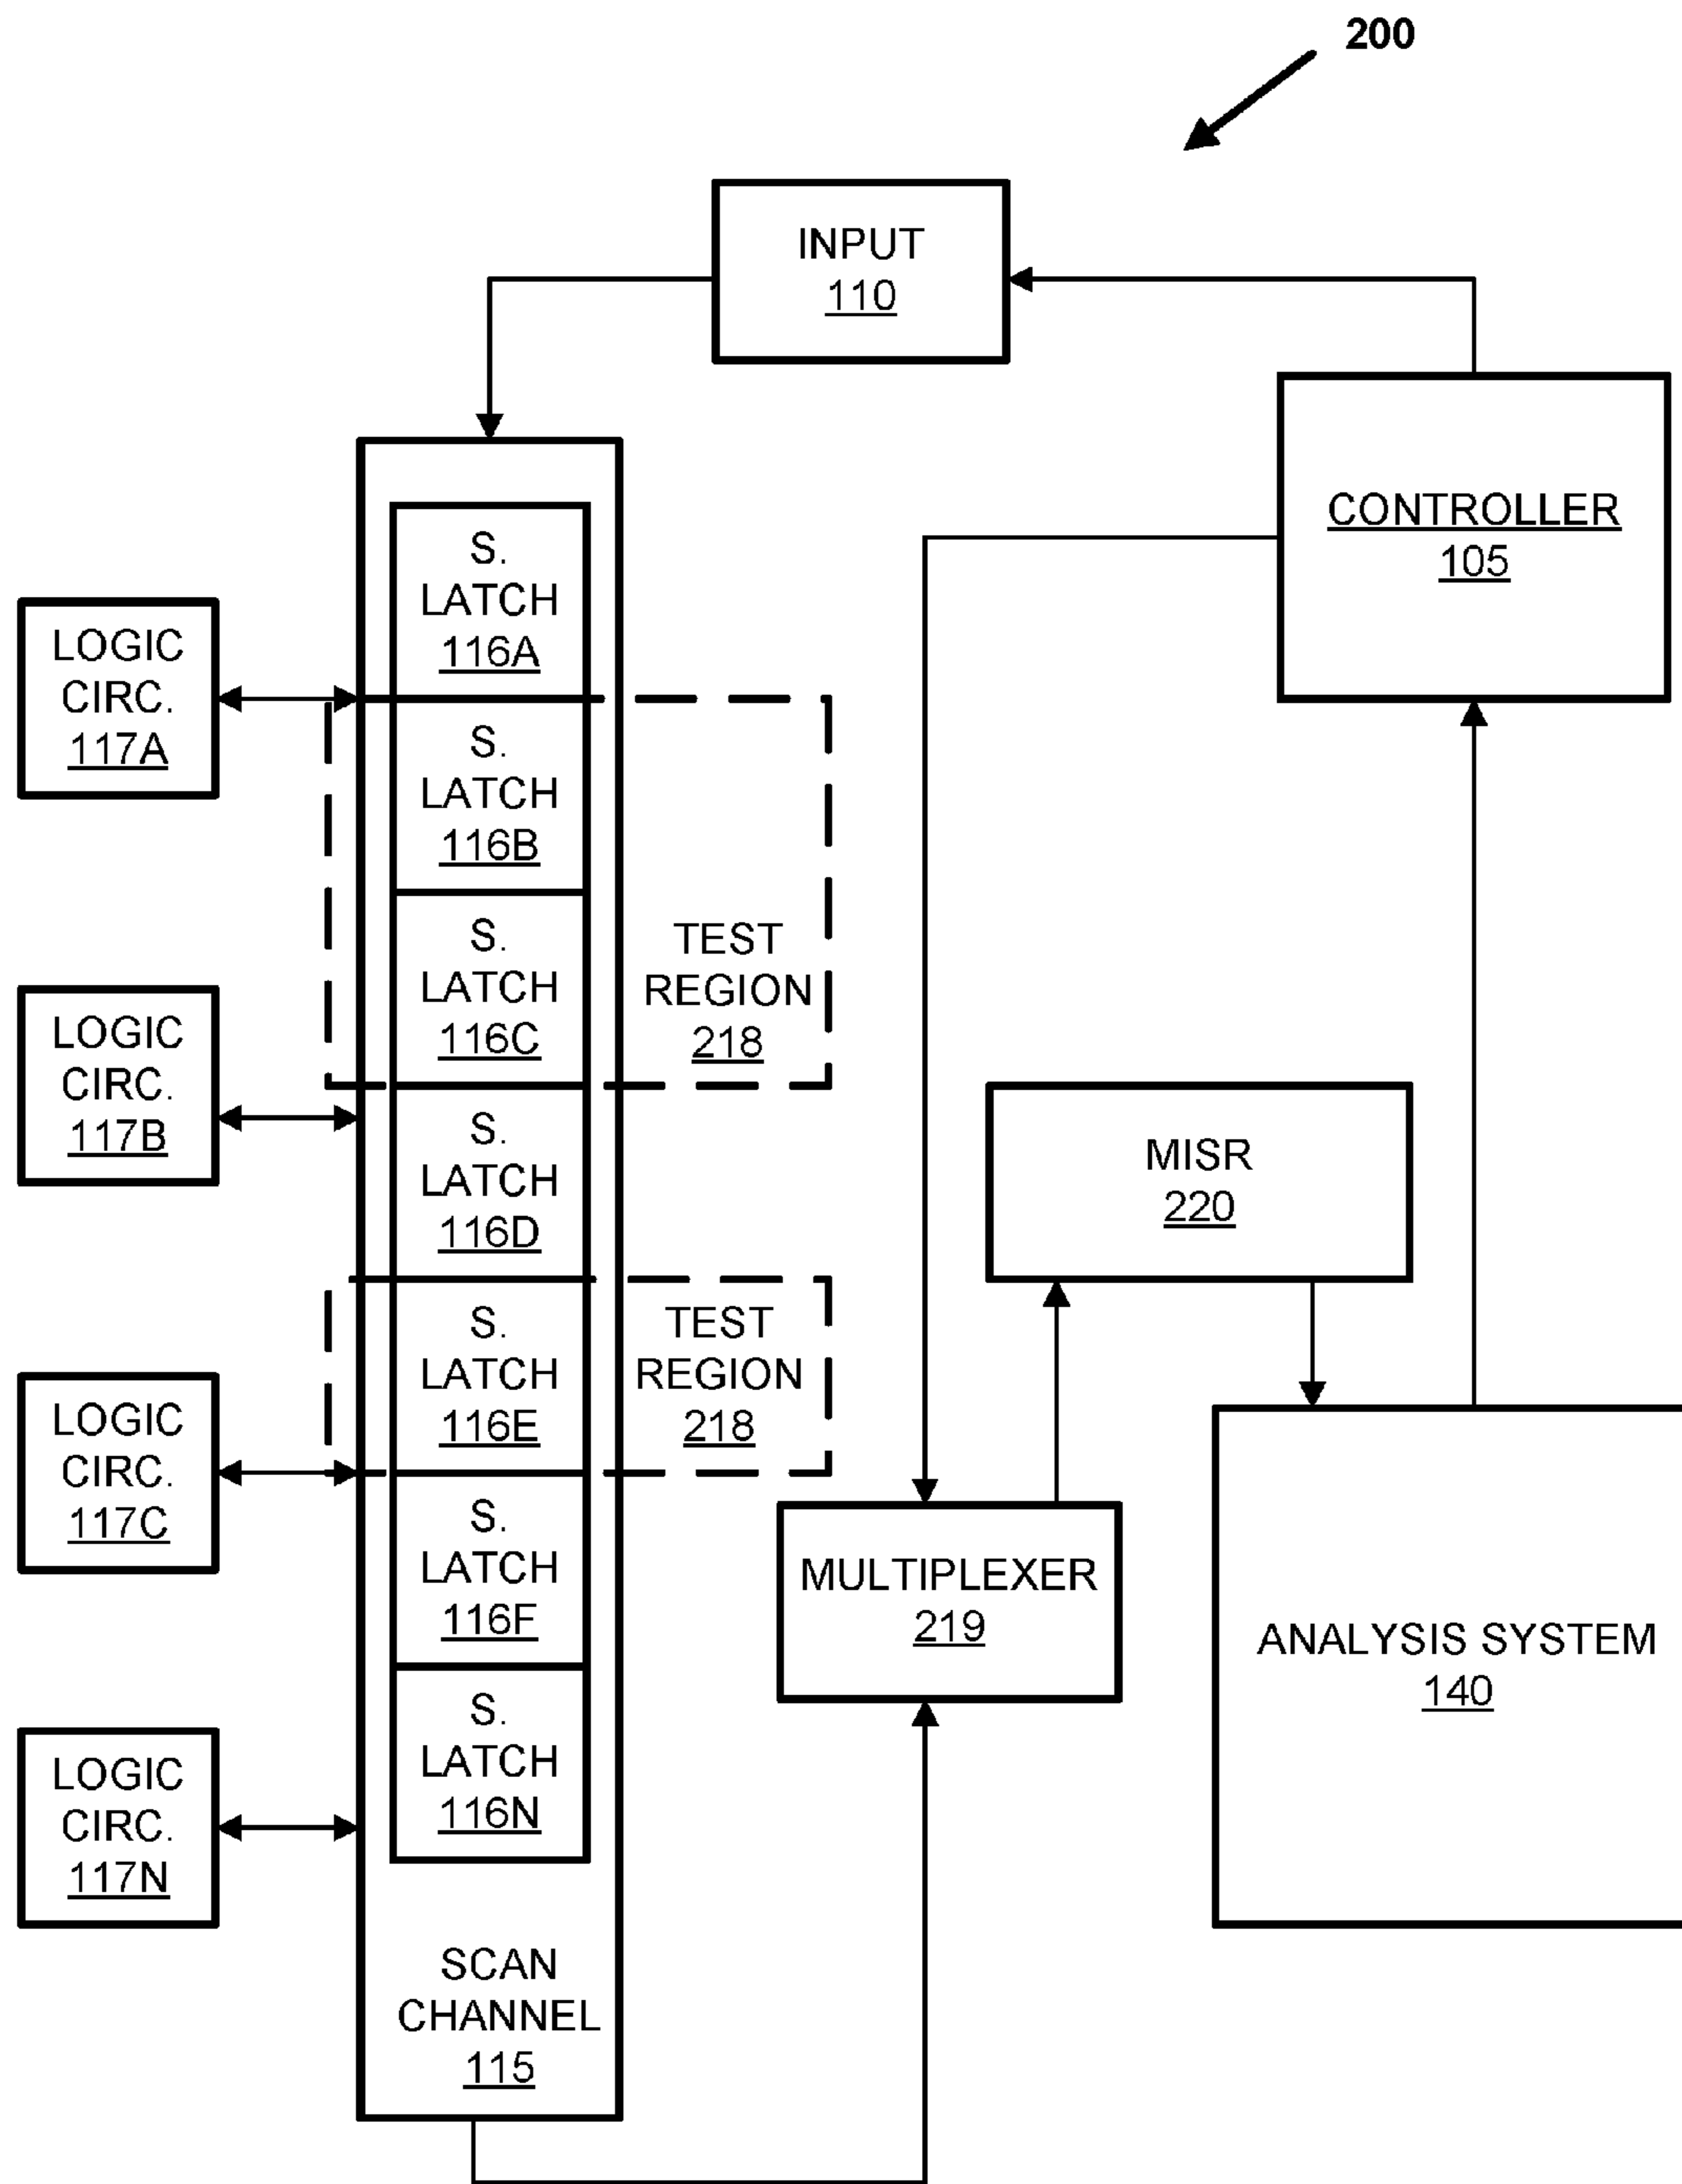 200
INPUT
110
CONTROLLER
105
S.
LATCH
116A
S.
LATCH
116B
S.
LATCH
116C
S.
LATCH
116D
S.
LATCH
116E
S.
LATCH
116F
S.
LATCH
116N
SCAN
CHANNEL
115
LOGIC
CIRC.
117A
LOGIC
CIRC.
117B
LOGIC
CIRC.
117C
LOGIC
CIRC.
117N
TEST
REGION
218
TEST
REGION
218
MISR
220
MULTIPLEXER
219
ANALYSIS SYSTEM
140